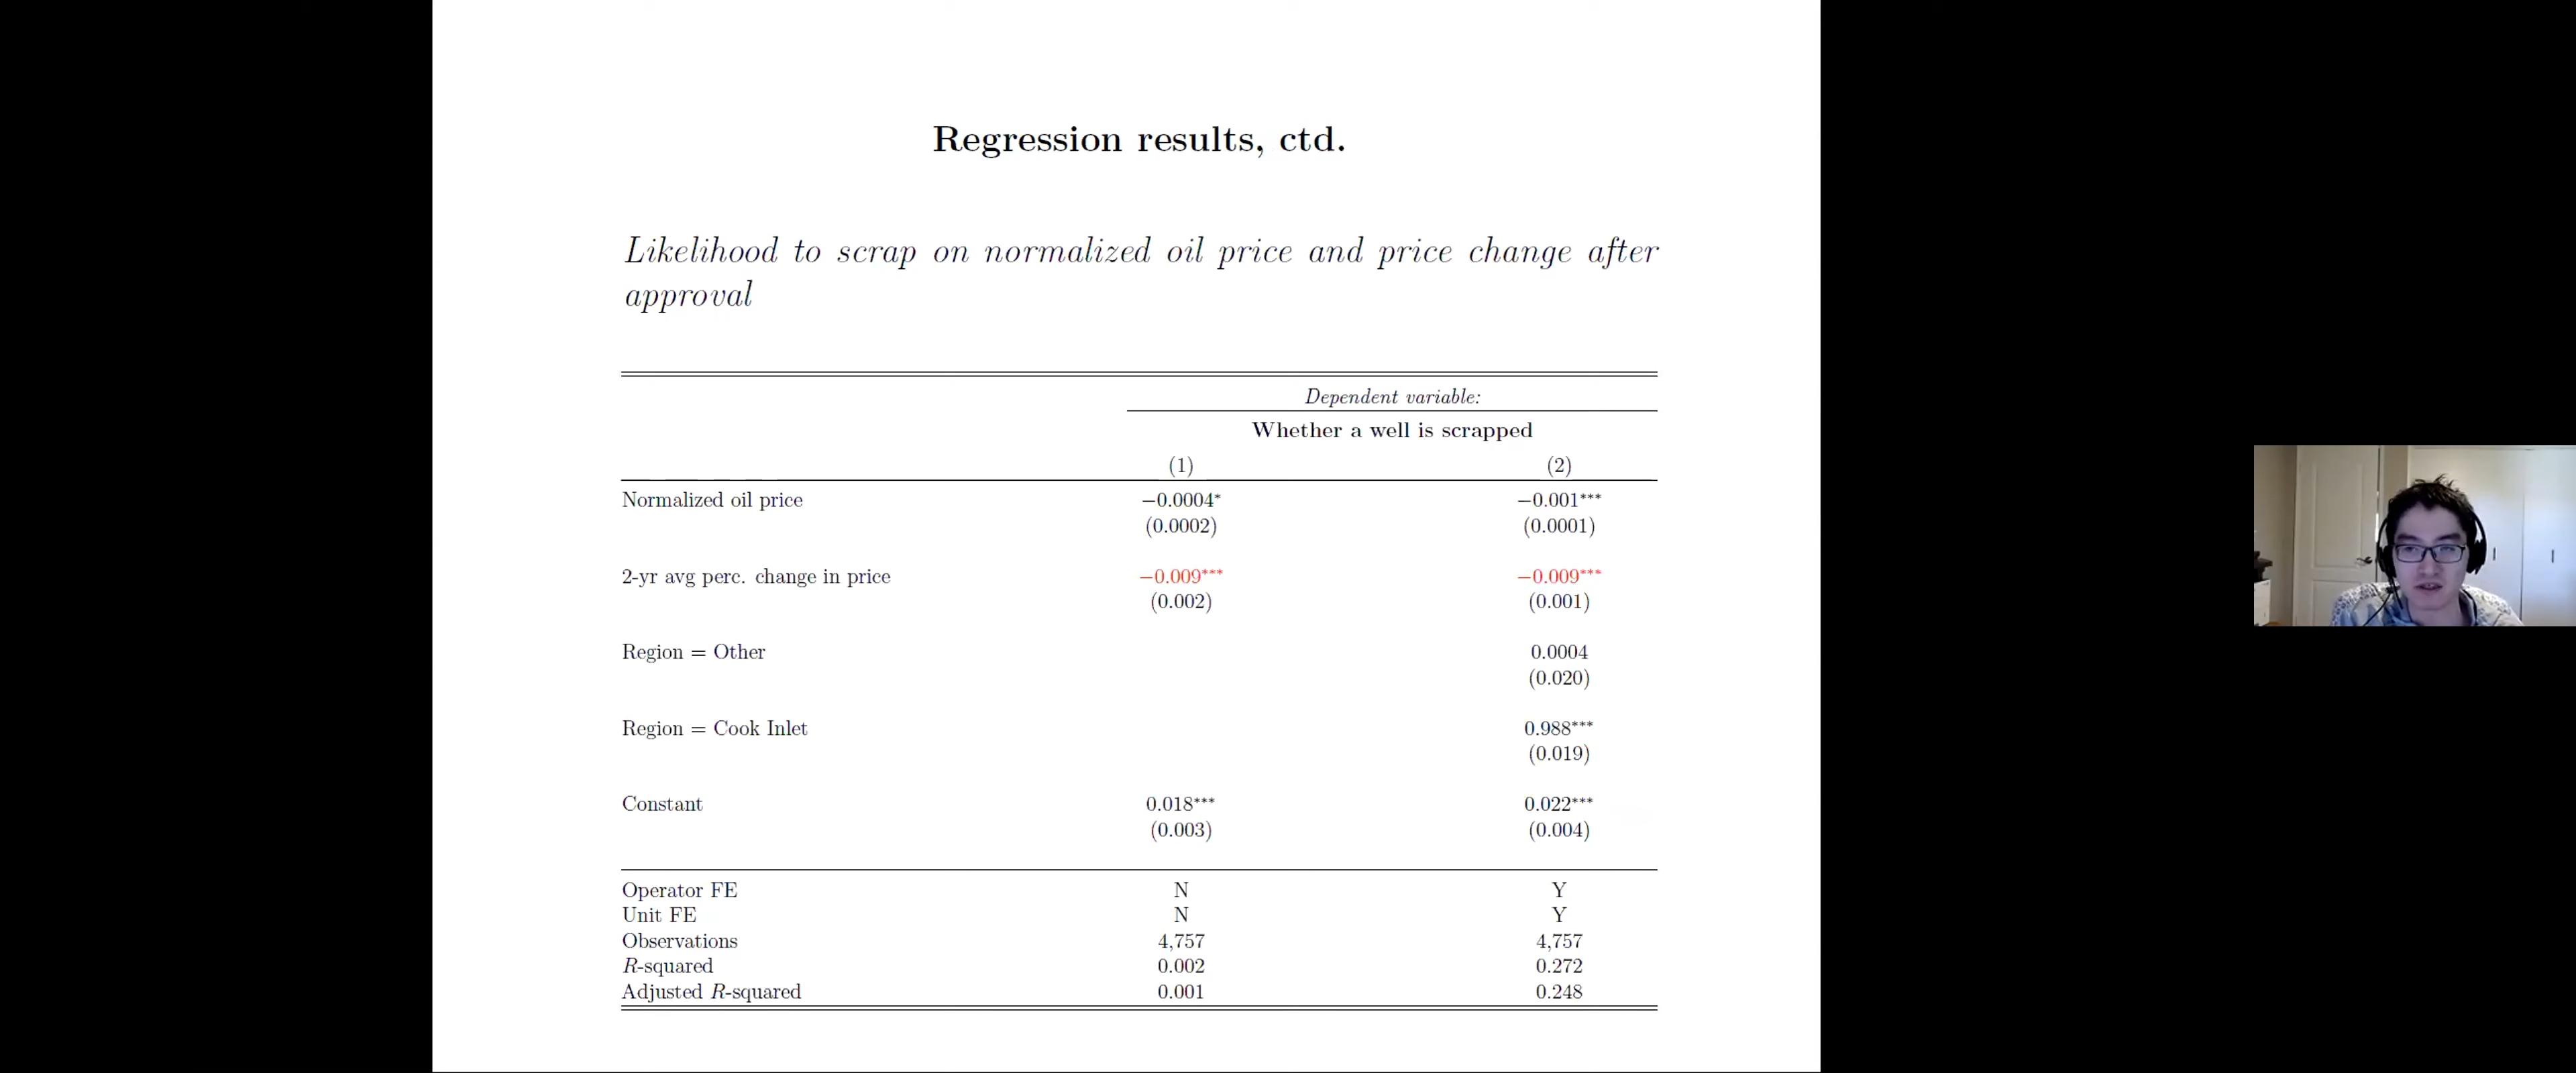 Regression results, ctd.
Likelihood to scrap on normalized oil price and price change after
approval
Dependent variable:
Whether a well is scrapped
(1) (2)
Normalized oil price −0.0004* −0.001***
(0.0002) (0.0001)
2-yr avg perc. change in price −0.009*** −0.009***
(0.002) (0.001)
Region = Other 0.0004
(0.020)
Region = Cook Inlet 0.988***
(0.019)
Constant 0.018*** 0.022***
(0.003) (0.004)
Operator FE N Y
Unit FE N Y
Observations 4,757 4,757
R-squared 0.002 0.272
Adjusted R-squared 0.001 0.248